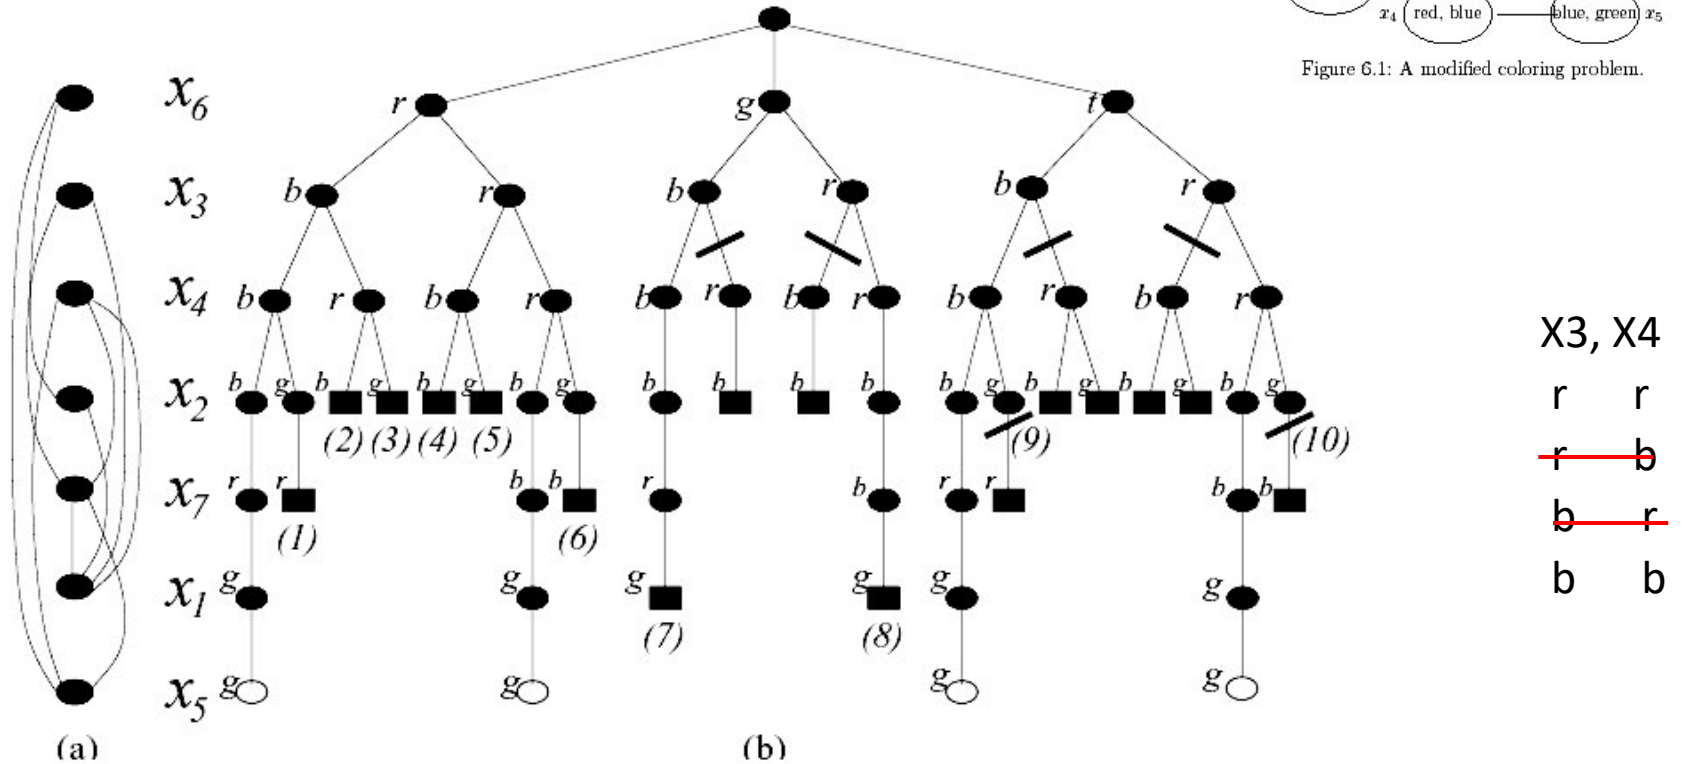 x4 red, blue blue, green x5
Figure 6.1: A modified coloring problem.
x6 r g t
x3 b r b r b r
x4 b r b r b r b r b r b r
x2 b g b g b g b g b b b b b g b g b g b g
(2) (3) (4) (5) (9) (10)
x7 r r b b r b r r b b
(1) (6)
x1 g g g g g g
(7) (8)
x5 g g g g
(a) (b)
X3, X4
r r
r b
b r
b b